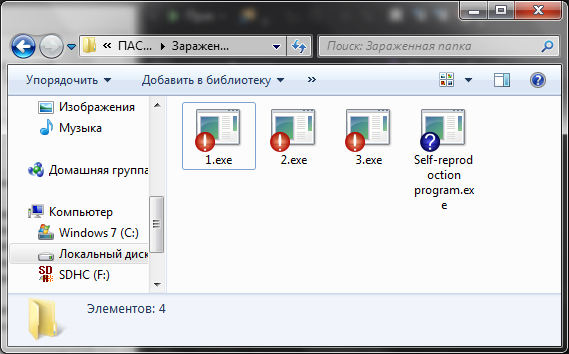 « ПАС... ▸ Заражен...
Поиск: Зараженная папка
Упорядочить
Добавить в библиотеку
»
Изображения
Музыка
Домашняя группа
Компьютер
Windows 7 (C:)
Локальный диск
SDHC (F:)
1.exe
2.exe
3.exe
Self-reprod
oction
program.ex
e
Элементов: 4